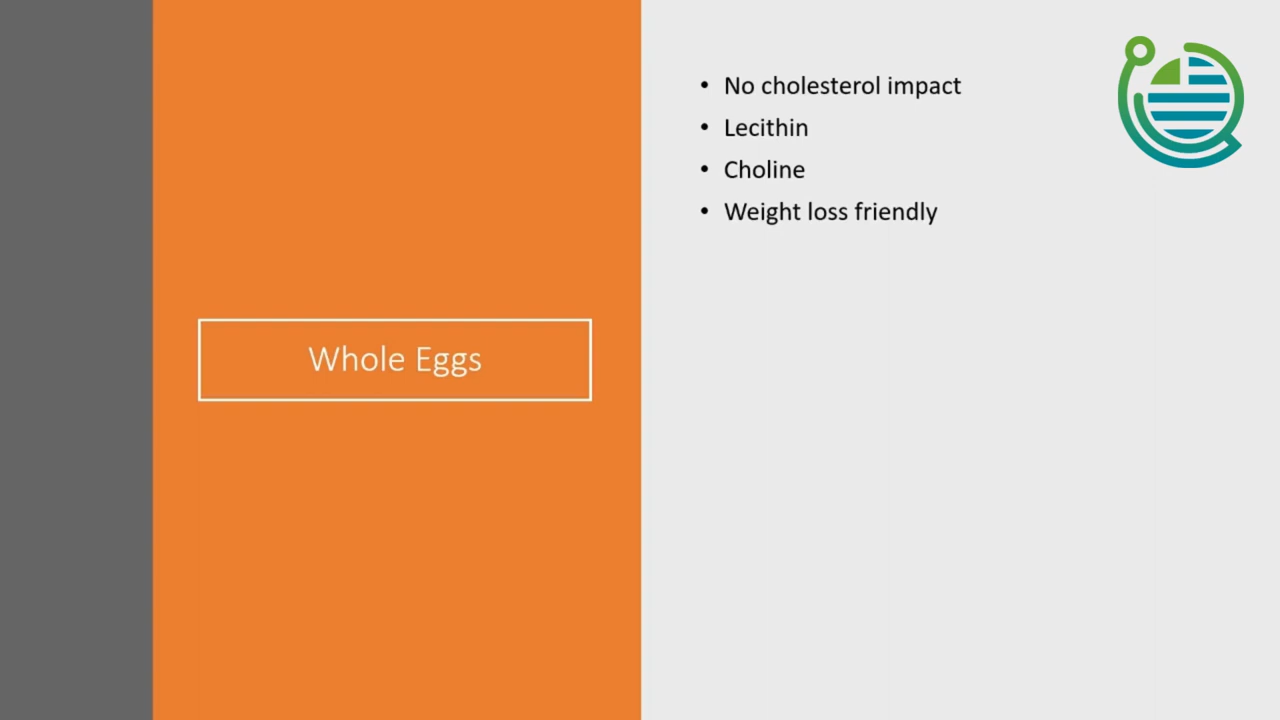 Whole Eggs
• No cholesterol impact
• Lecithin
• Choline
• Weight loss friendly